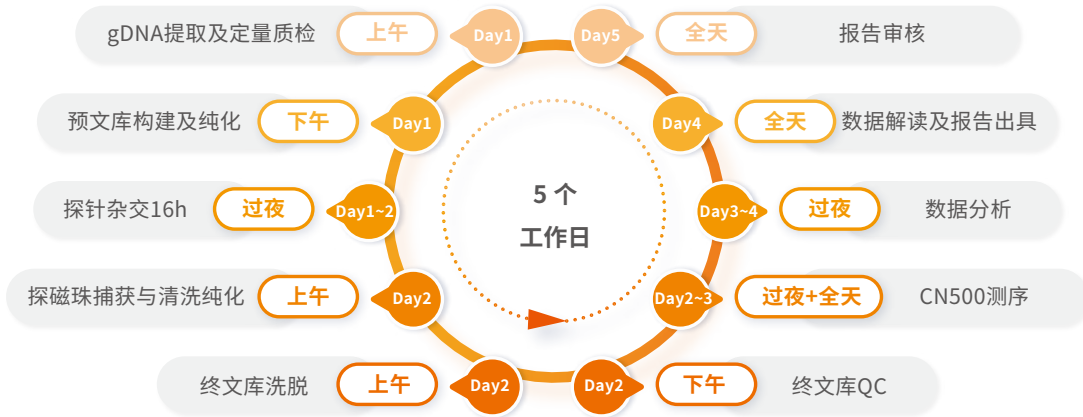 gDNA提取及定量质检 上午 Day1
Day5 全天 报告审核
预文库构建及纯化 下午 Day1
Day4 全天 数据解读及报告出具
5 个
工作日
探针杂交16h 过夜 Day1~2
Day3~4 过夜 数据分析
探磁珠捕获与清洗纯化 上午 Day2
Day2~3 过夜+全天 CN500测序
终文库洗脱 上午 Day2
Day2 下午 终文库QC